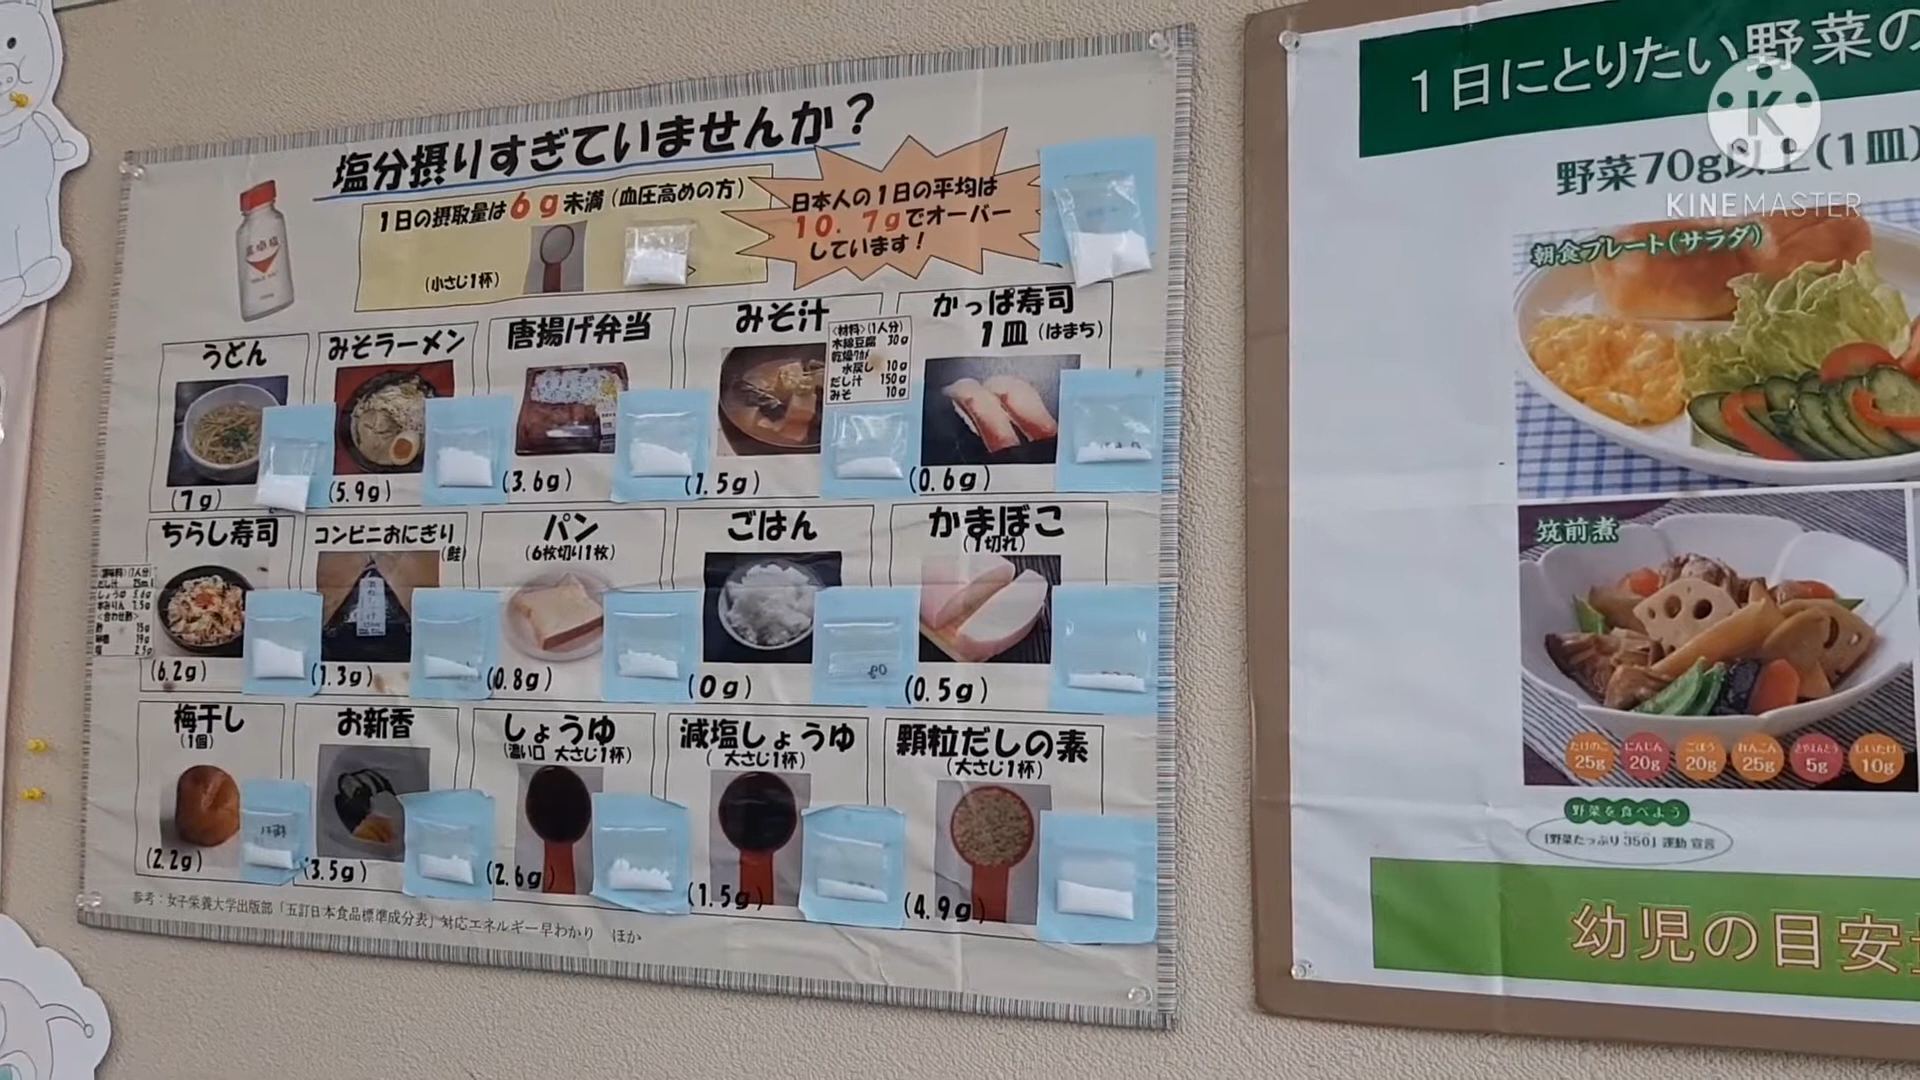 塩分摂りすぎていませんか？
1日の摂取量は6g未満（血圧高めの方）
（小さじ1杯）
日本人の1日の平均は
10.7gでオーバー
しています！
うどん
(7g)
みそラーメン
(5.9g)
唐揚げ弁当
(3.6g)
みそ汁
<材料>(1人分)
木綿豆腐 30g
乾燥ワカメ
水戻し 10g
だし汁 150g
みそ 10g
(1.5g)
かっぱ寿司
1皿（はまち）
(0.6g)
ちらし寿司
(6.2g)
コンビニおにぎり
(鮭)
(1.3g)
パン
(6枚切り1枚)
(0.8g)
ごはん
(0g)
0g
かまぼこ
(1切れ)
(0.5g)
梅干し
(1個)
(2.2g)
お新香
(3.5g)
しょうゆ
(濃い口 大さじ1杯)
(2.6g)
減塩しょうゆ
(大さじ1杯)
(1.5g)
顆粒だしの素
(大さじ1杯)
(4.9g)
参考：女子栄養大学出版部「五訂日本食品標準成分表」対応エネルギー早わかり ほか
1日にとりたい野菜の
野菜70g以上(1皿)
KINEMASTER
朝食プレート(サラダ)
筑前煮
たけのこ 25g
にんじん 20g
ごぼう 20g
れんこん 25g
さやえんどう 5g
しいたけ 10g
野菜を食べよう
「野菜たっぷり350」運動 宣言
幼児の目安